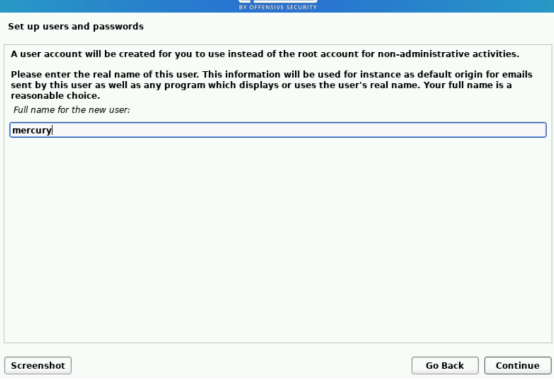 BY OFFENSIVE SECURITY
Set up users and passwords
A user account will be created for you to use instead of the root account for non-administrative activities.
Please enter the real name of this user. This information will be used for instance as default origin for emails
sent by this user as well as any program which displays or uses the user's real name. Your full name is a
reasonable choice.
Full name for the new user:
mercury
Screenshot
Go Back
Continue